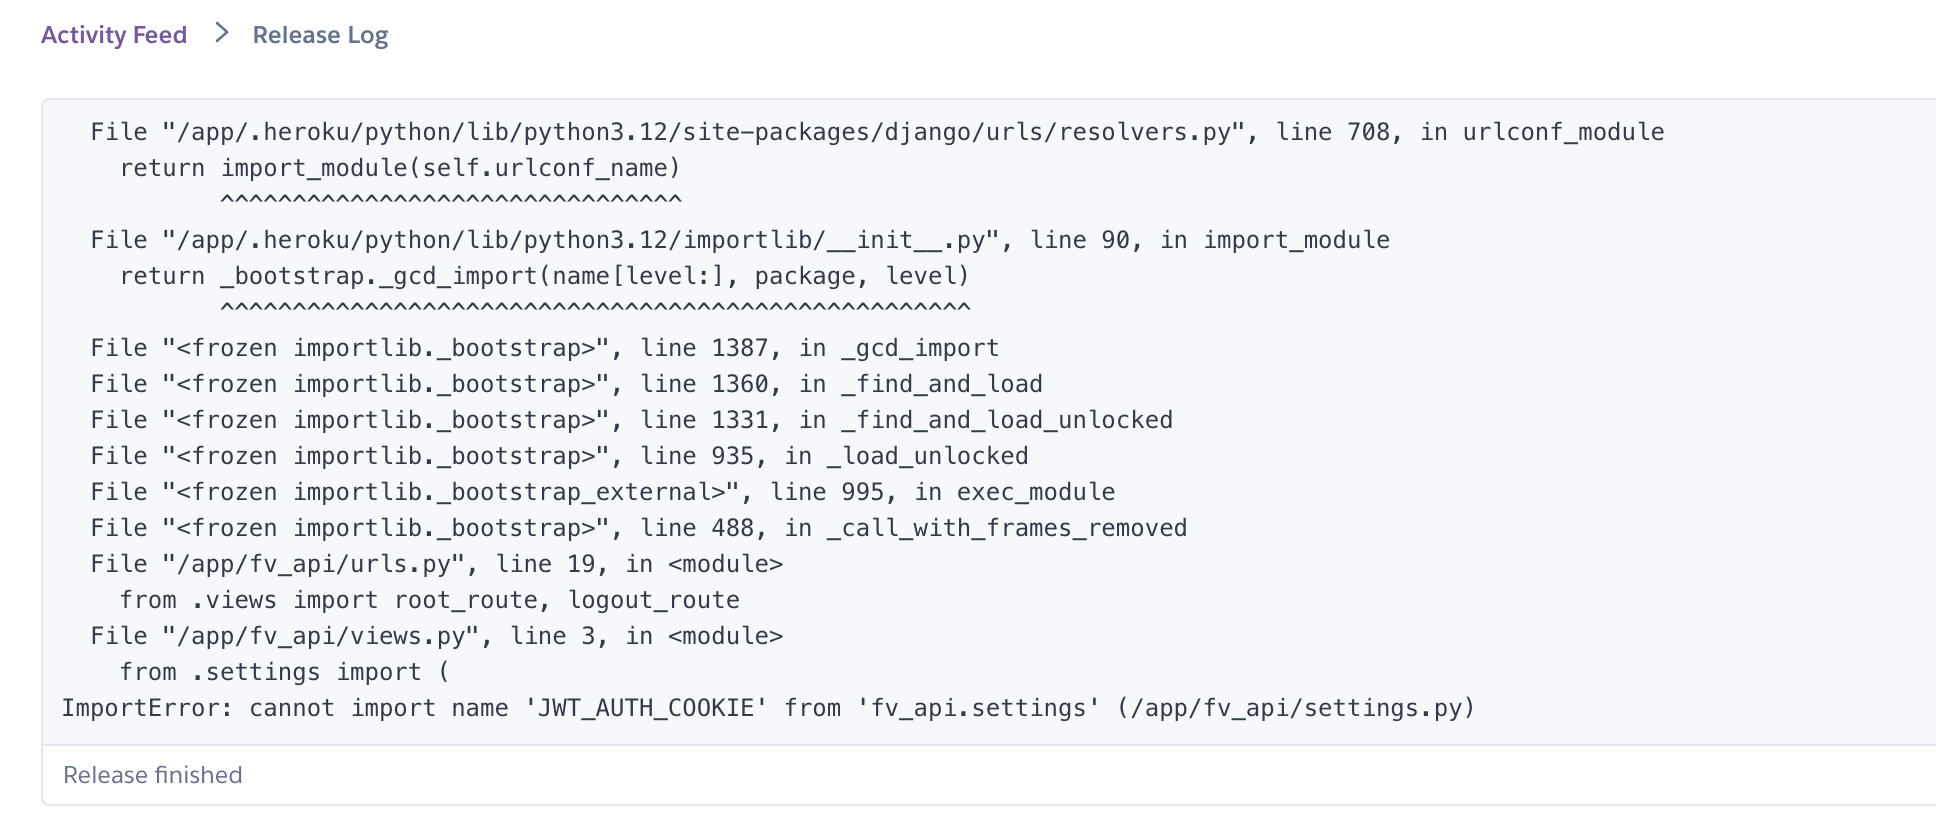 Activity Feed > Release Log
File "/app/.heroku/python/lib/python3.12/site-packages/django/urls/resolvers.py", line 708, in urlconf_module
return import_module(self.urlconf_name)
^^^^^^^^^^^^^^^^^^^^^^^^^^^^^^^^
File "/app/.heroku/python/lib/python3.12/importlib/__init__.py", line 90, in import_module
return _bootstrap._gcd_import(name[level:], package, level)
^^^^^^^^^^^^^^^^^^^^^^^^^^^^^^^^^^^^^^^^^^^^^^^^^^^^
File "<frozen importlib._bootstrap>", line 1387, in _gcd_import
File "<frozen importlib._bootstrap>", line 1360, in _find_and_load
File "<frozen importlib._bootstrap>", line 1331, in _find_and_load_unlocked
File "<frozen importlib._bootstrap>", line 935, in _load_unlocked
File "<frozen importlib._bootstrap_external>", line 995, in exec_module
File "<frozen importlib._bootstrap>", line 488, in _call_with_frames_removed
File "/app/fv_api/urls.py", line 19, in <module>
from .views import root_route, logout_route
File "/app/fv_api/views.py", line 3, in <module>
from .settings import (
ImportError: cannot import name 'JWT_AUTH_COOKIE' from 'fv_api.settings' (/app/fv_api/settings.py)
Release finished